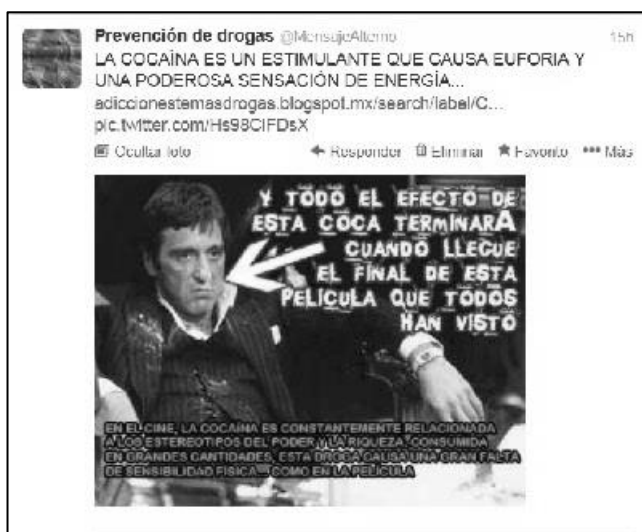 Prevención de drogas @MensajeAlterno 15h
LA COCAÍNA ES UN ESTIMULANTE QUE CAUSA EUFORIA Y
UNA PODEROSA SENSACIÓN DE ENERGÍA...
adiccionestemasdrogas.blogspot.mx/search/label/C...
pic.twitter.com/Hs98CIFDsX
Ocultar foto Responder Eliminar Favorito Más
Y TODO EL EFECTO DE
ESTA COCA TERMINARA
CUANDO LLEGUE
EL FINAL DE ESTA
PELICULA QUE TODOS
HAN VISTO
EN EL CINE, LA COCAÍNA ES CONSTANTEMENTE RELACIONADA
A LOS ESTEREOTIPOS DEL PODER Y LA RIQUEZA, CONSUMIDA
EN GRANDES CANTIDADES, ESTA DROGA CAUSA UNA GRAN FALTA
DE SENSIBILIDAD FISICA... COMO EN LA PELICULA